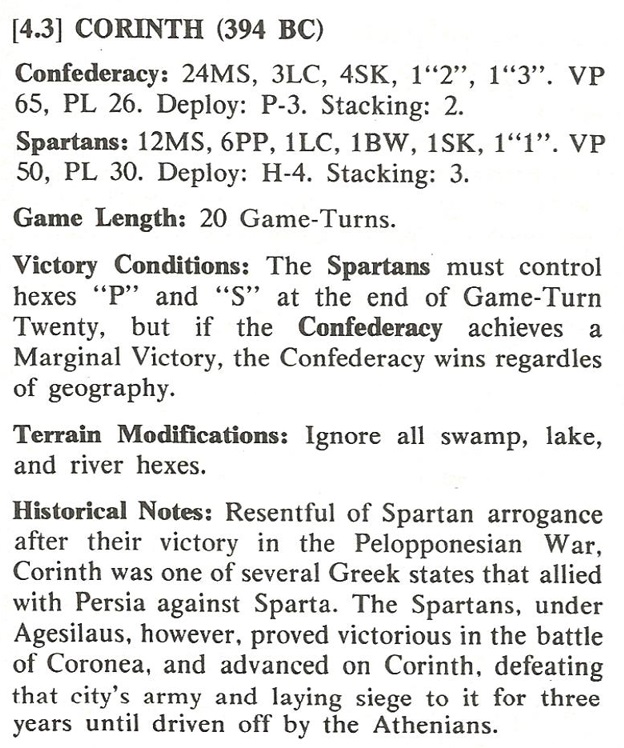 [4.3] CORINTH (394 BC)
Confederacy: 24MS, 3LC, 4SK, 1“2”, 1“3”. VP
65, PL 26. Deploy: P-3. Stacking: 2.
Spartans: 12MS, 6PP, 1LC, 1BW, 1SK, 1“1”. VP
50, PL 30. Deploy: H-4. Stacking: 3.
Game Length: 20 Game-Turns.
Victory Conditions: The Spartans must control
hexes “P” and “S” at the end of Game-Turn
Twenty, but if the Confederacy achieves a
Marginal Victory, the Confederacy wins regardles
of geography.
Terrain Modifications: Ignore all swamp, lake,
and river hexes.
Historical Notes: Resentful of Spartan arrogance
after their victory in the Peloponnesian War,
Corinth was one of several Greek states that allied
with Persia against Sparta. The Spartans, under
Agesilaus, however, proved victorious in the battle
of Coronea, and advanced on Corinth, defeating
that city’s army and laying siege to it for three
years until driven off by the Athenians.